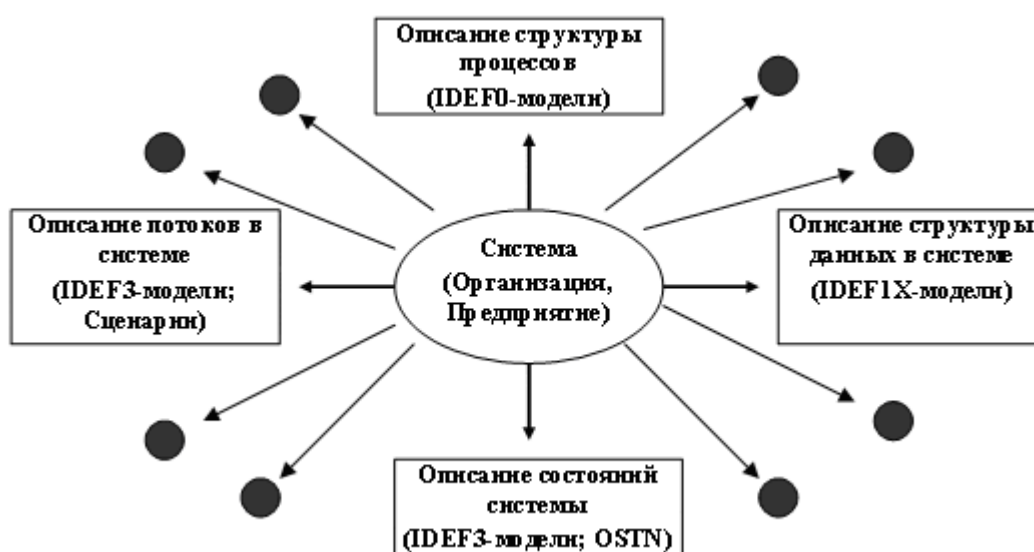 Описание структуры
процессов
(IDEF0-модели)
Описание потоков в
системе
(IDEF3-модели;
Сценарии)
Система
(Организация,
Предприятие)
Описание структуры
данных в системе
(IDEF1X-модели)
Описание состояний
системы
(IDEF3-модели; OSTN)